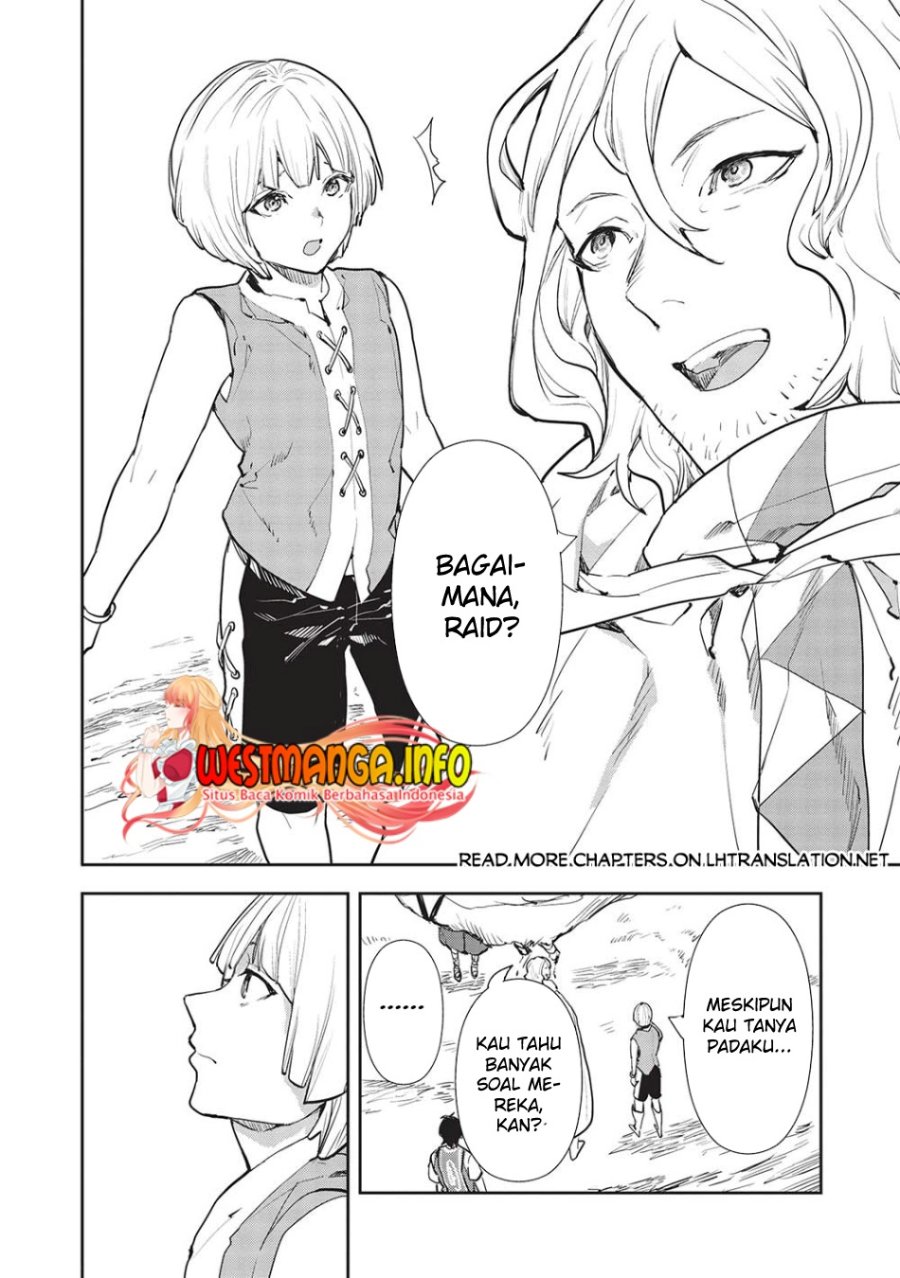 BAGAI-
MANA,
RAID?
WESTMANGA.INFO
Situs Baca Komik Berbahasa Indonesia
READ.MORE.CHAPTERS.ON.LHTRANSLATION.NET
MESKIPUN
KAU TANYA
PADAKU...
KAU TAHU
BANYAK
SOAL ME-
REKA,
KAN?
......